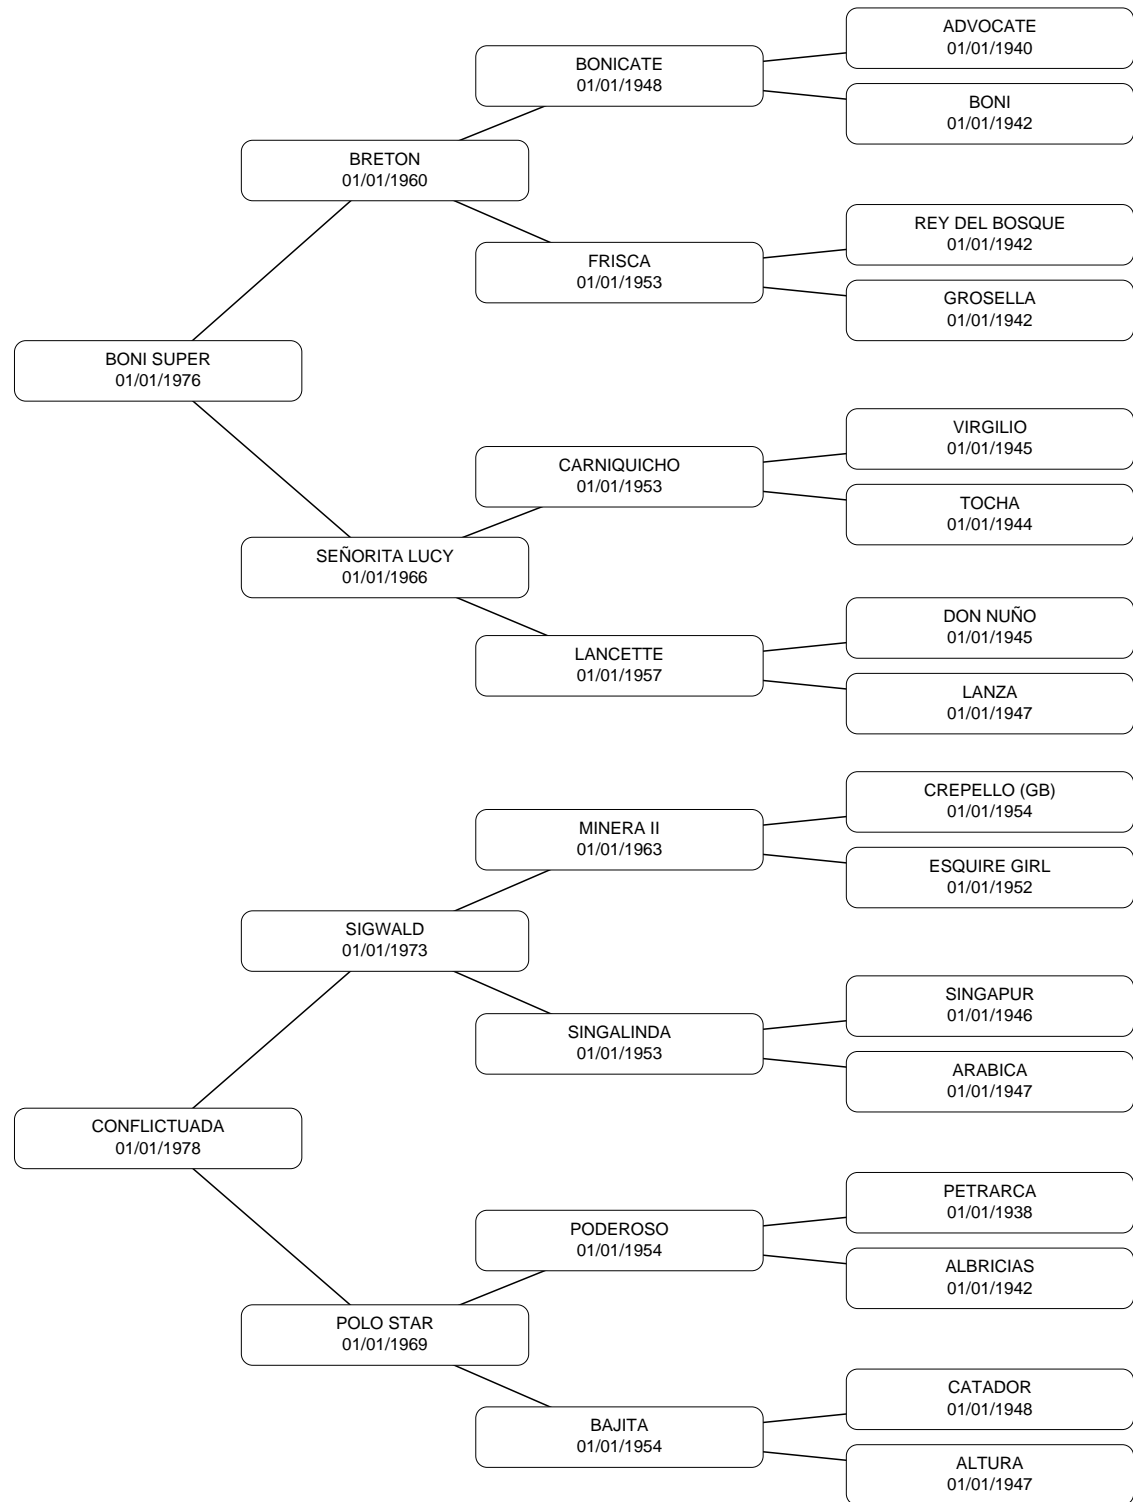 ADVOCATE
01/01/1940
BONICATE
01/01/1948
BONI
01/01/1942
BRETON
01/01/1960
REY DEL BOSQUE
01/01/1942
FRISCA
01/01/1953
GROSELLA
01/01/1942
BONI SUPER
01/01/1976
VIRGILIO
01/01/1945
CARNIQUICHO
01/01/1953
TOCHA
01/01/1944
SEÑORITA LUCY
01/01/1966
DON NUÑO
01/01/1945
LANCETTE
01/01/1957
LANZA
01/01/1947
CREPELLO (GB)
01/01/1954
MINERA II
01/01/1963
ESQUIRE GIRL
01/01/1952
SIGWALD
01/01/1973
SINGAPUR
01/01/1946
SINGALINDA
01/01/1953
ARABICA
01/01/1947
CONFLICTUADA
01/01/1978
PETRARCA
01/01/1938
PODEROSO
01/01/1954
ALBRICIAS
01/01/1942
POLO STAR
01/01/1969
CATADOR
01/01/1948
BAJITA
01/01/1954
ALTURA
01/01/1947